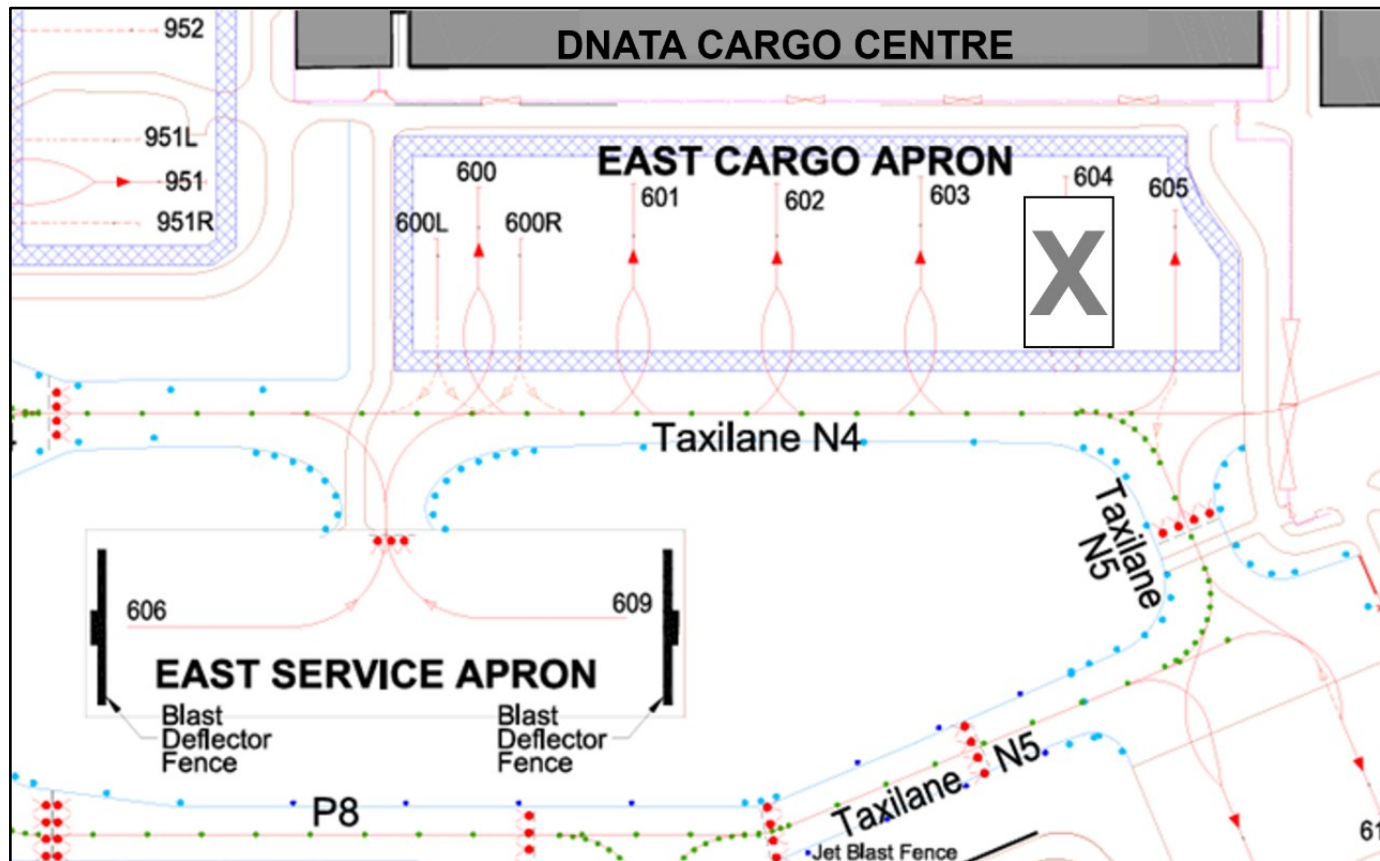 952
DNATA CARGO CENTRE
951L
EAST CARGO APRON
951
600
601
602
603
604
605
951R
600L
600R
X
Taxilane N4
Taxilane
N5
606
609
EAST SERVICE APRON
Blast
Deflector
Fence
Blast
Deflector
Fence
P8
Taxilane N5
61
Jet Blast Fence